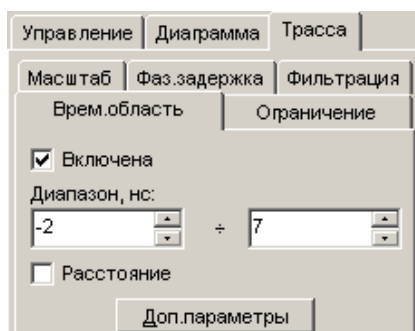 Управление Диаграмма Трасса
Масштаб Фаз.задержка Фильтрация
Врем.область Ограничение
Включена
Диапазон, нс:
-2 ÷ 7
Расстояние
Доп.параметры